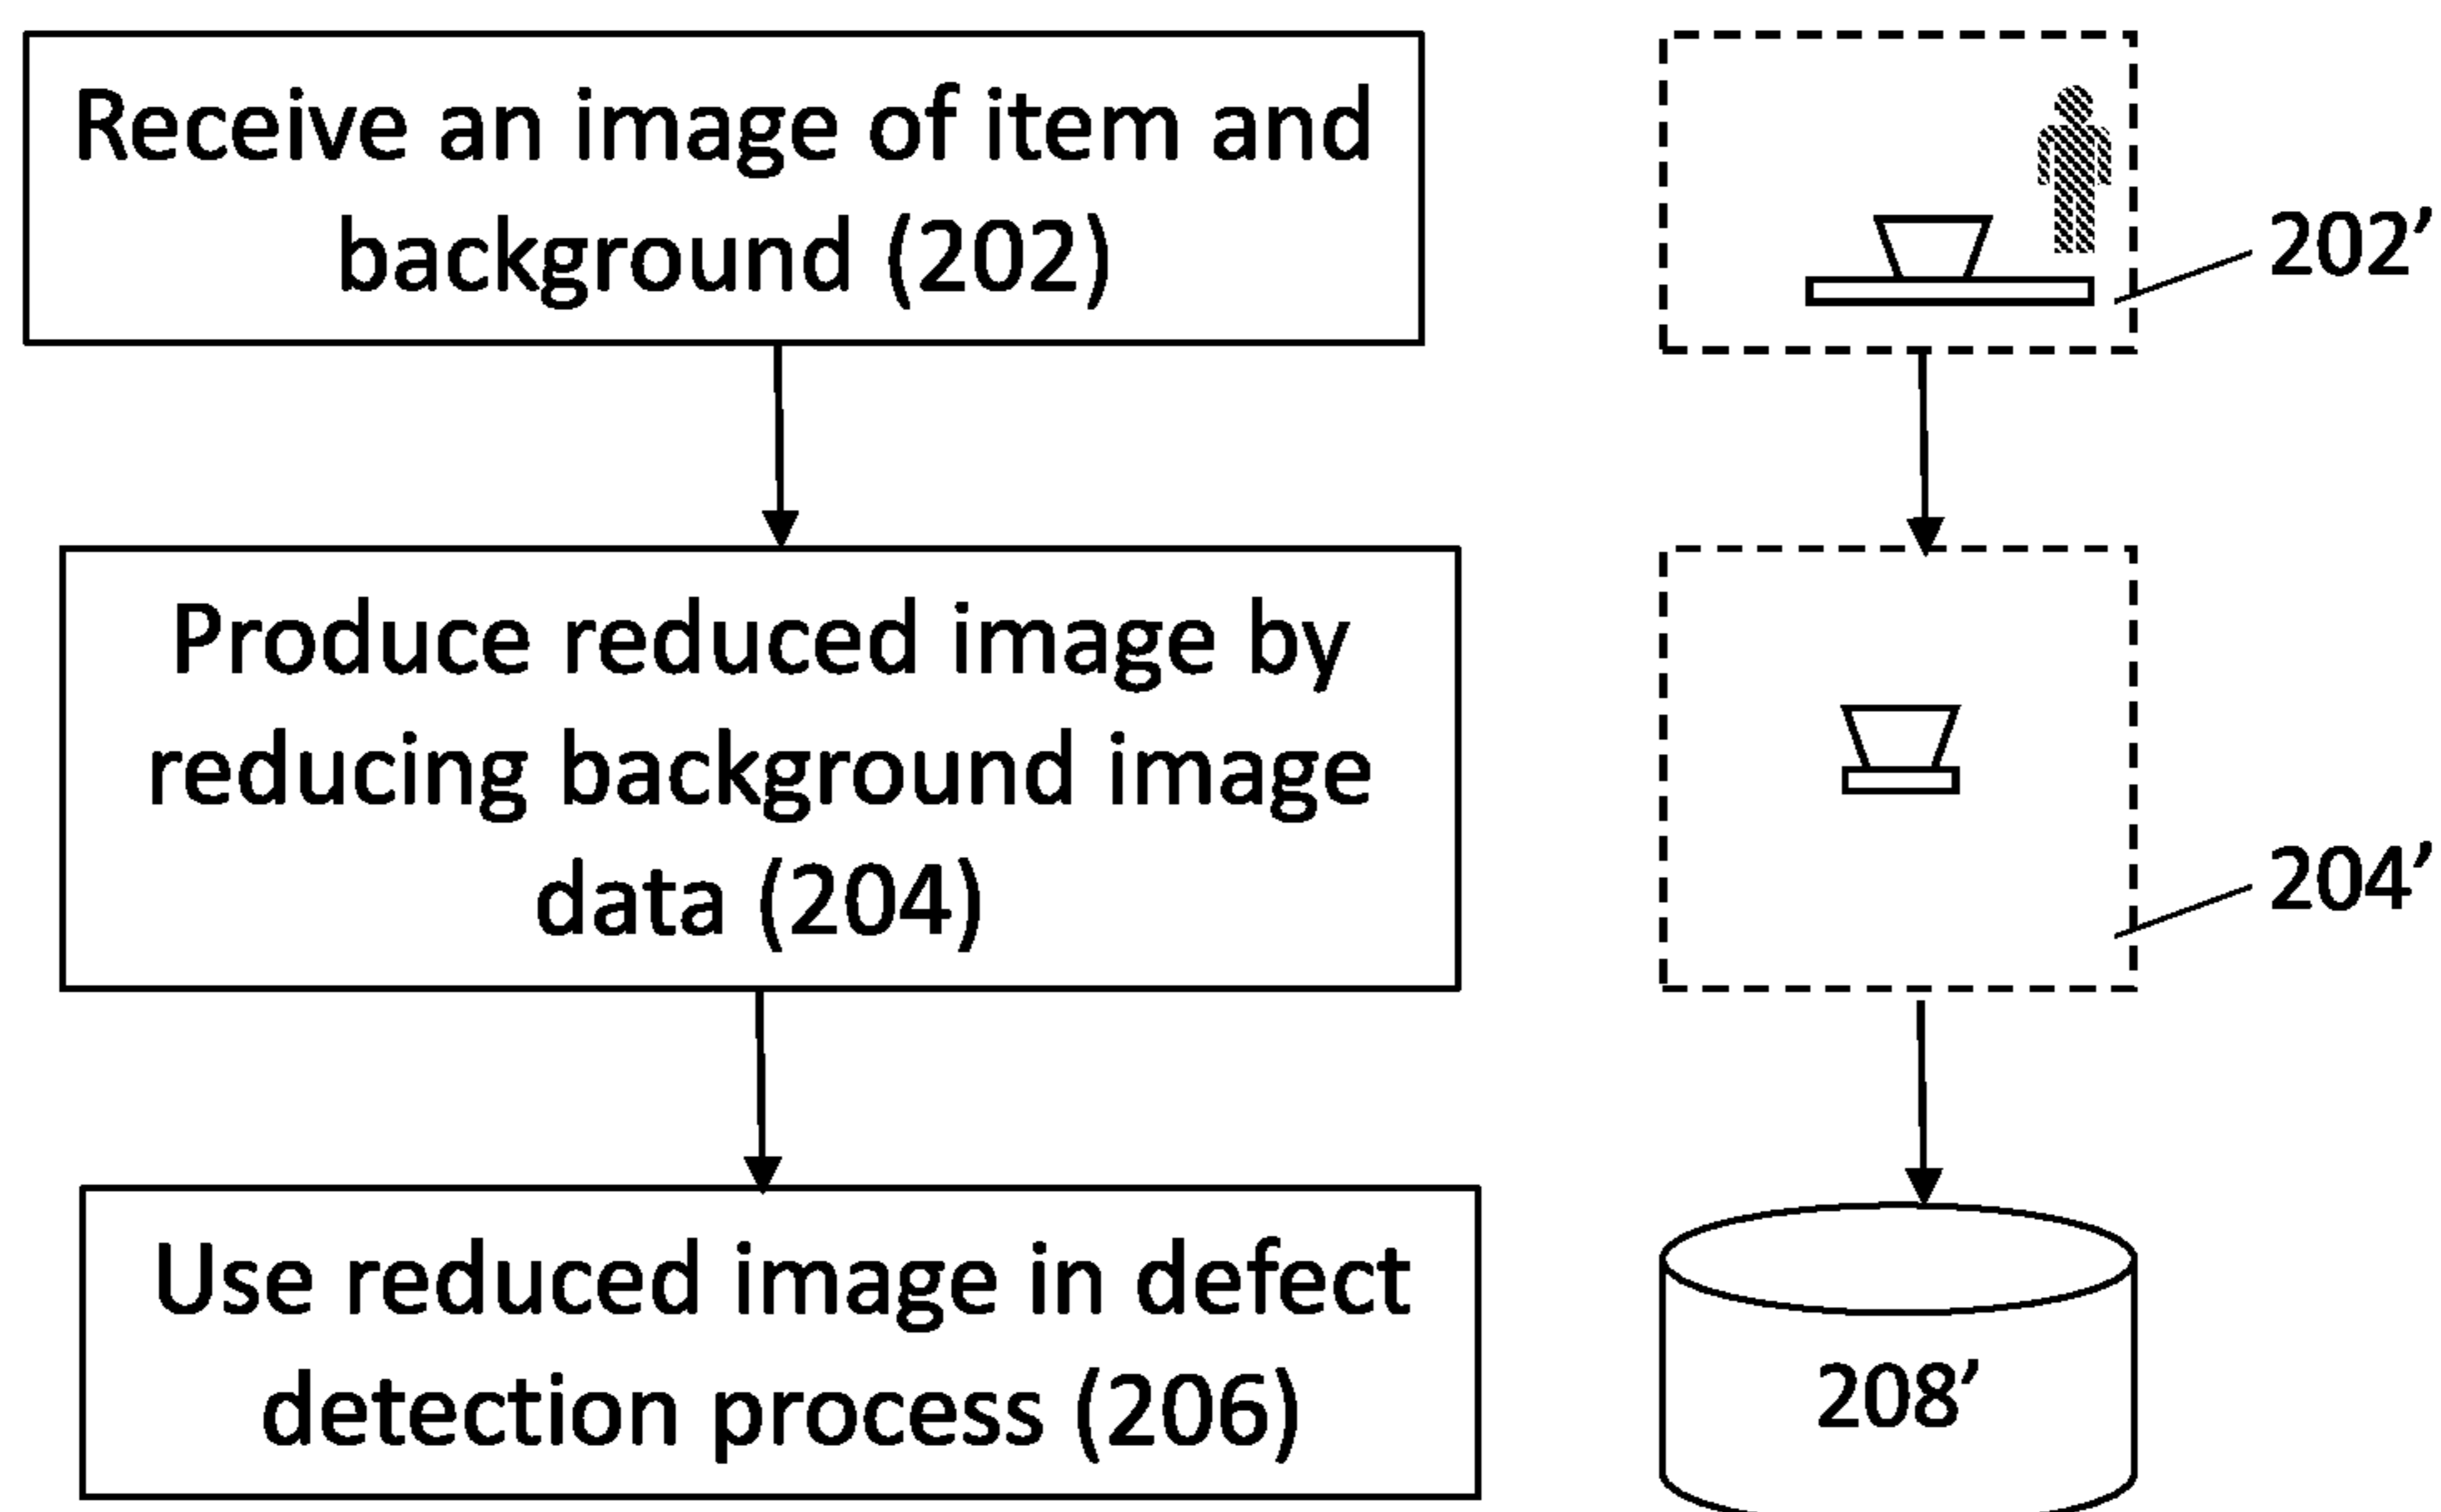 Receive an image of item and
background (202)
202’
Produce reduced image by
reducing background image
data (204)
204’
Use reduced image in defect
detection process (206)
208’